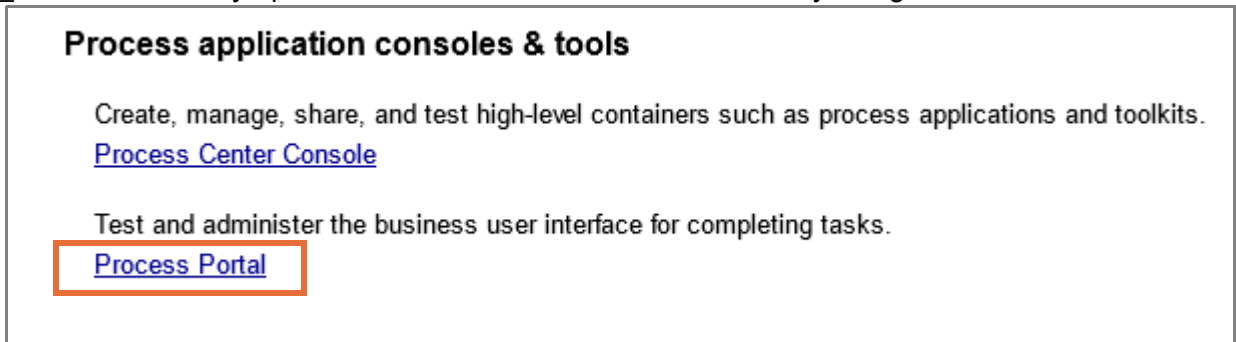 Process application consoles & tools
Create, manage, share, and test high-level containers such as process applications and toolkits.
Process Center Console
Test and administer the business user interface for completing tasks.
Process Portal